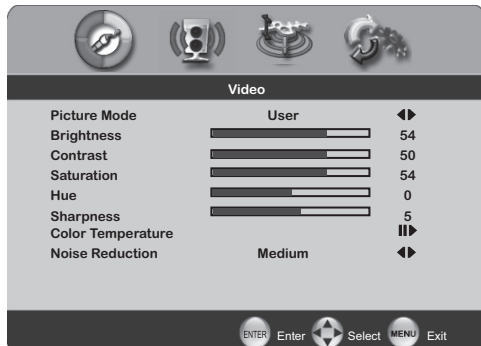 Video
Picture Mode User
Brightness 54
Contrast 50
Saturation 54
Hue 0
Sharpness 5
Color Temperature
Noise Reduction Medium
ENTER Enter Select MENU Exit